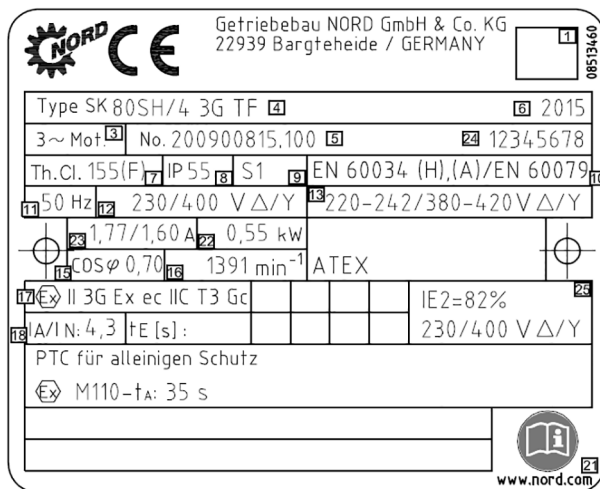 NORD
CE
Getriebebau NORD GmbH & Co. KG
22939 Bargteheide / GERMANY
1
08513460
Type SK 80SH/4 3G TF 4 6 2015
3~ Mot. 3 No. 200900815.100 5 24 12345678
Th.Cl. 155(F) 7 IP 55 8 S1 9 EN 60034 (H),(A)/EN 60079 10
11 50 Hz 12 230/400 V Δ/Y 13 220-242/380-420V Δ/Y
23 1,77/1,60 A 22 0,55 kW
15 COSφ 0,70 16 1391 min⁻¹ ATEX
17 Ex II 3G Ex ec IIC T3 Gc IE2=82% 25
18 IA/IN: 4,3 tE [s] : 230/400 V Δ/Y
PTC für alleinigen Schutz
Ex M110-tA: 35 s
i
21
www.nord.com